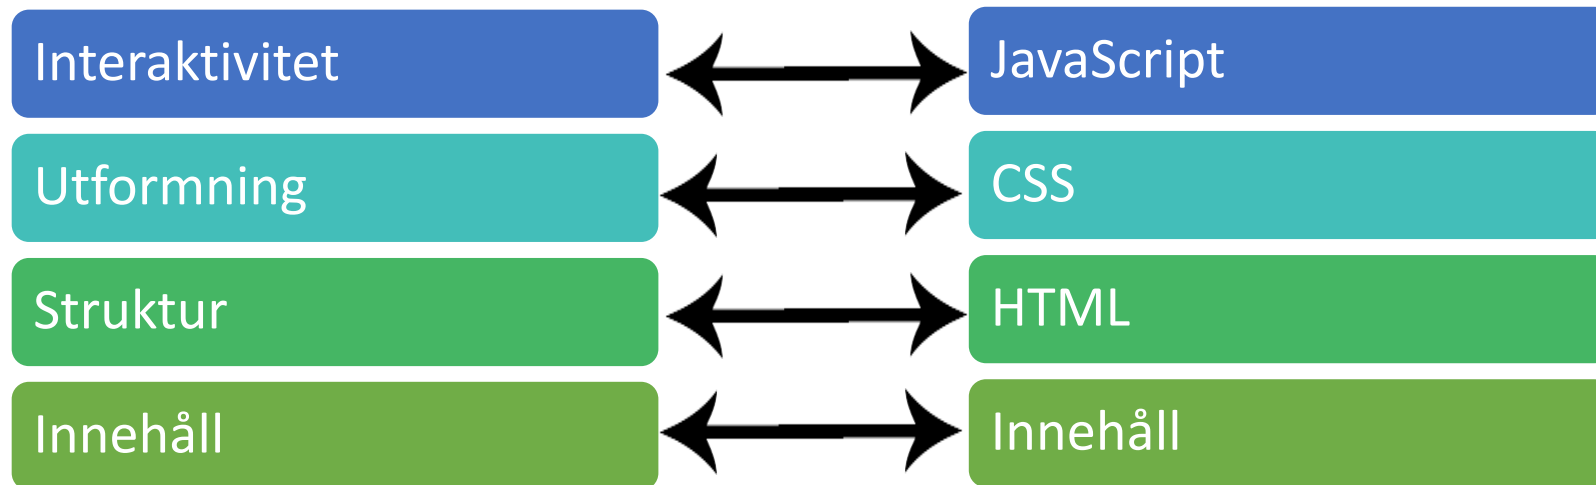 Interaktivitet
JavaScript
Utformning
CSS
Struktur
HTML
Innehåll
Innehåll